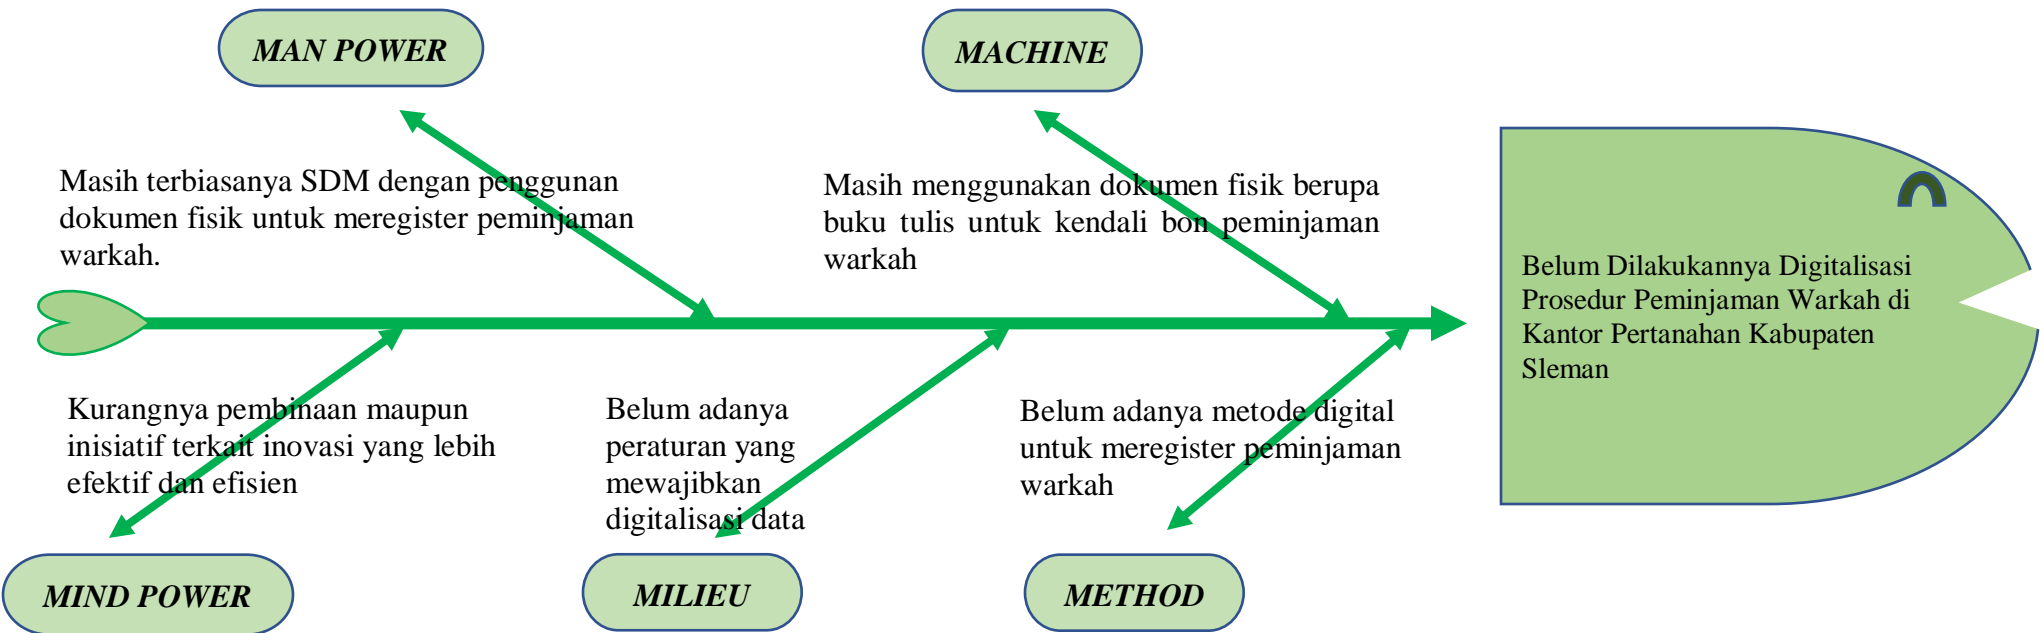 MAN POWER
MACHINE
Masih terbiasanya SDM dengan penggunan
dokumen fisik untuk meregister peminjaman
warkah.
Masih menggunakan dokumen fisik berupa
buku tulis untuk kendali bon peminjaman
warkah
Belum Dilakukannya Digitalisasi
Prosedur Peminjaman Warkah di
Kantor Pertanahan Kabupaten
Sleman
Kurangnya pembinaan maupun
inisiatif terkait inovasi yang lebih
efektif dan efisien
Belum adanya
peraturan yang
mewajibkan
digitalisasi data
Belum adanya metode digital
untuk meregister peminjaman
warkah
MIND POWER
MILIEU
METHOD